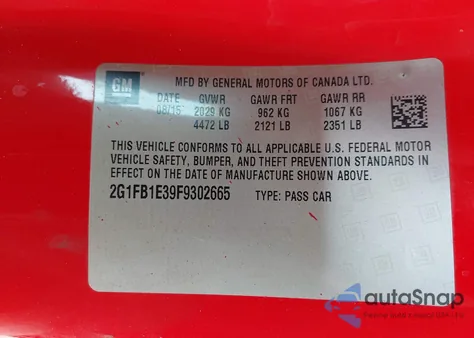 GM
MFD BY GENERAL MOTORS OF CANADA LTD.
DATE GVWR GAWR FRT GAWR RR
08/15 2029 KG 962 KG 1067 KG
4472 LB 2121 LB 2351 LB
THIS VEHICLE CONFORMS TO ALL APPLICABLE U.S. FEDERAL MOTOR
VEHICLE SAFETY, BUMPER, AND THEFT PREVENTION STANDARDS IN
EFFECT ON THE DATE OF MANUFACTURE SHOWN ABOVE.
2G1FB1E39F9302665 TYPE: PASS CAR
autoSnap